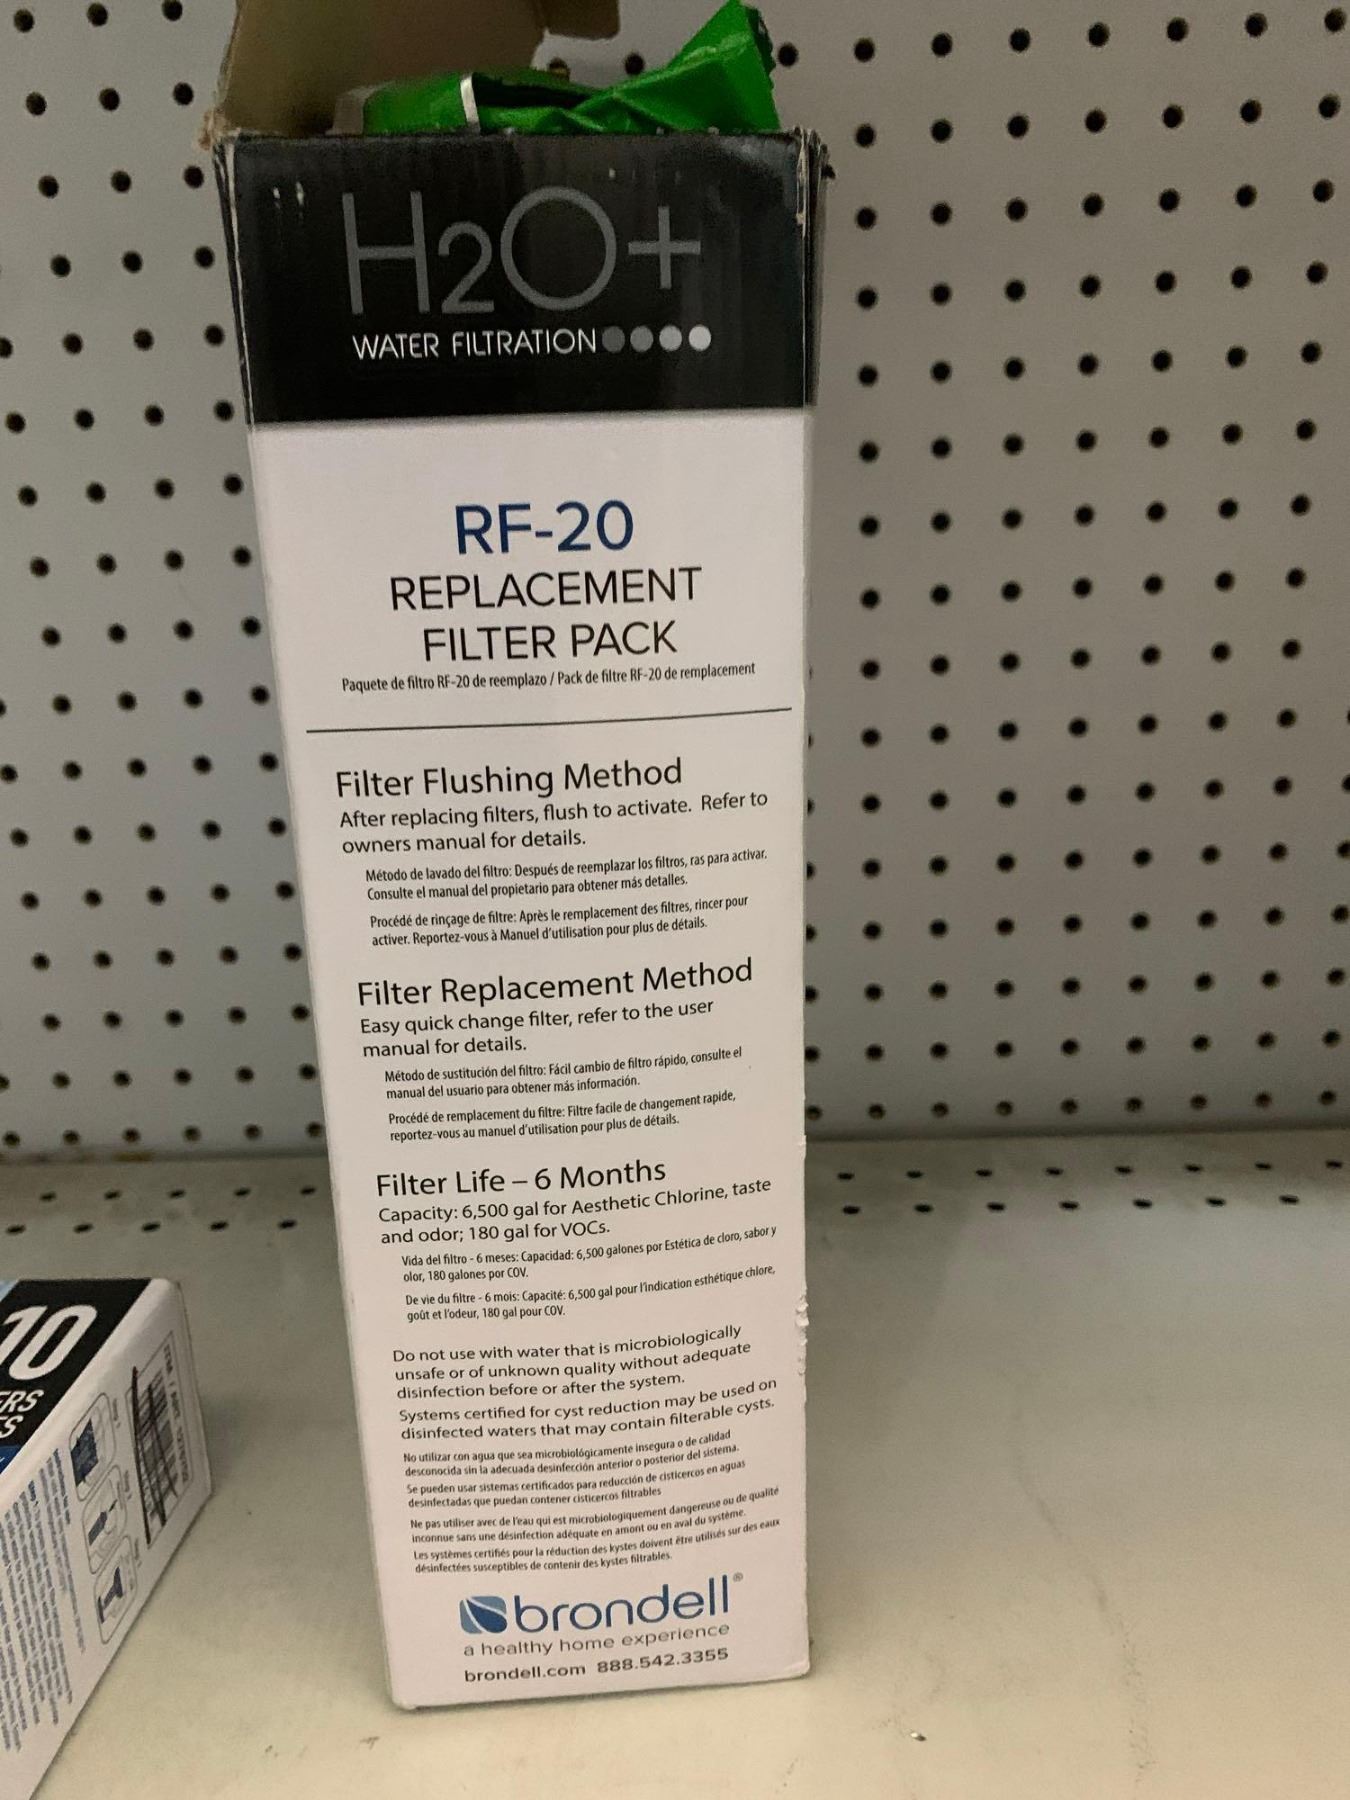 H2O+
WATER FILTRATION
RF-20
REPLACEMENT
FILTER PACK
Paquete de filtro RF-20 de reemplazo / Pack de filtre RF-20 de remplacement
Filter Flushing Method
After replacing filters, flush to activate. Refer to
owners manual for details.
Método de lavado del filtro: Después de reemplazar los filtros, ras para activar.
Consulte el manual del propietario para obtener más detalles.
Procédé de rinçage de filtre: Après le remplacement des filtres, rincer pour
activer. Reportez-vous à Manuel d'utilisation pour plus de détails.
Filter Replacement Method
Easy quick change filter, refer to the user
manual for details.
Método de sustitución del filtro: Fácil cambio de filtro rápido, consulte el
manual del usuario para obtener más información.
Procédé de remplacement du filtre: Filtre facile de changement rapide,
reportez-vous au manuel d'utilisation pour plus de détails.
Filter Life – 6 Months
Capacity: 6,500 gal for Aesthetic Chlorine, taste
and odor; 180 gal for VOCs.
Vida del filtro - 6 meses: Capacidad: 6,500 galones por Estética de cloro, sabor y
olor, 180 galones por COV.
De vie du filtre - 6 mois: Capacité: 6,500 gal pour l'indication esthétique chlore,
goût et l'odeur, 180 gal pour COV.
Do not use with water that is microbiologically
unsafe or of unknown quality without adequate
disinfection before or after the system.
Systems certified for cyst reduction may be used on
disinfected waters that may contain filterable cysts.
No utilizar con agua que sea microbiológicamente insegura o de calidad
desconocida sin la adecuada desinfección anterior o posterior del sistema.
Se pueden usar sistemas certificados para reducción de cisticercos en aguas
desinfectadas que puedan contener cisticercos filtrables
Ne pas utiliser avec de l'eau qui est microbiologiquement dangereuse ou de qualité
inconnue sans une désinfection adéquate en amont ou en aval du système.
Les systèmes certifiés pour la réduction des kystes doivent être utilisés sur des eaux
désinfectées susceptibles de contenir des kystes filtrables.
brondell®
a healthy home experience
brondell.com 888.542.3355
10